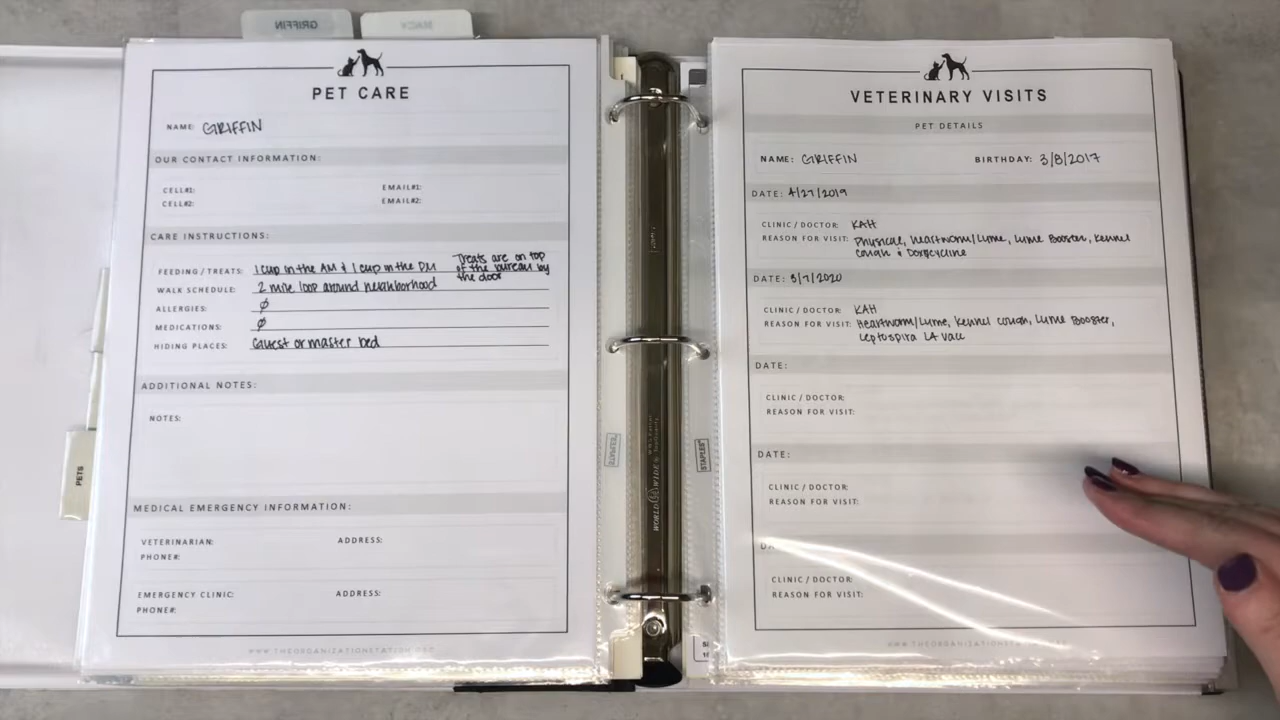 GRIFFIN
PET CARE
NAME: GRIFFIN
OUR CONTACT INFORMATION:
CELL#1: EMAIL#1:
CELL#2: EMAIL#2:
CARE INSTRUCTIONS:
FEEDING / TREATS: 1 cup in the AM & 1 cup in the PM Treats are on top
of the bureau by
the door
WALK SCHEDULE: 2 mile loop around neighborhood
ALLERGIES: Ø
MEDICATIONS: Ø
HIDING PLACES: Guest or master bed
ADDITIONAL NOTES:
NOTES:
MEDICAL EMERGENCY INFORMATION:
VETERINARIAN: ADDRESS:
PHONE#:
EMERGENCY CLINIC: ADDRESS:
PHONE#:
WWW.THEORGANIZATIONSTATION.ORG
PETS
STAPLES
WORLD WIDE
VETERINARY VISITS
PET DETAILS
NAME: GRIFFIN BIRTHDAY: 3/8/2017
DATE: 4/27/2019
CLINIC / DOCTOR: KAH
REASON FOR VISIT: Physical, heartworm/Lyme, Lyme Booster, kennel
cough & Doxycycline
DATE: 3/7/2020
CLINIC / DOCTOR: KAH
REASON FOR VISIT: Heartworm/Lyme, kennel cough, Lyme Booster,
Leptospira LA vacc
DATE:
CLINIC / DOCTOR:
REASON FOR VISIT:
DATE:
CLINIC / DOCTOR:
REASON FOR VISIT:
DA
CLINIC / DOCTOR:
REASON FOR VISIT: